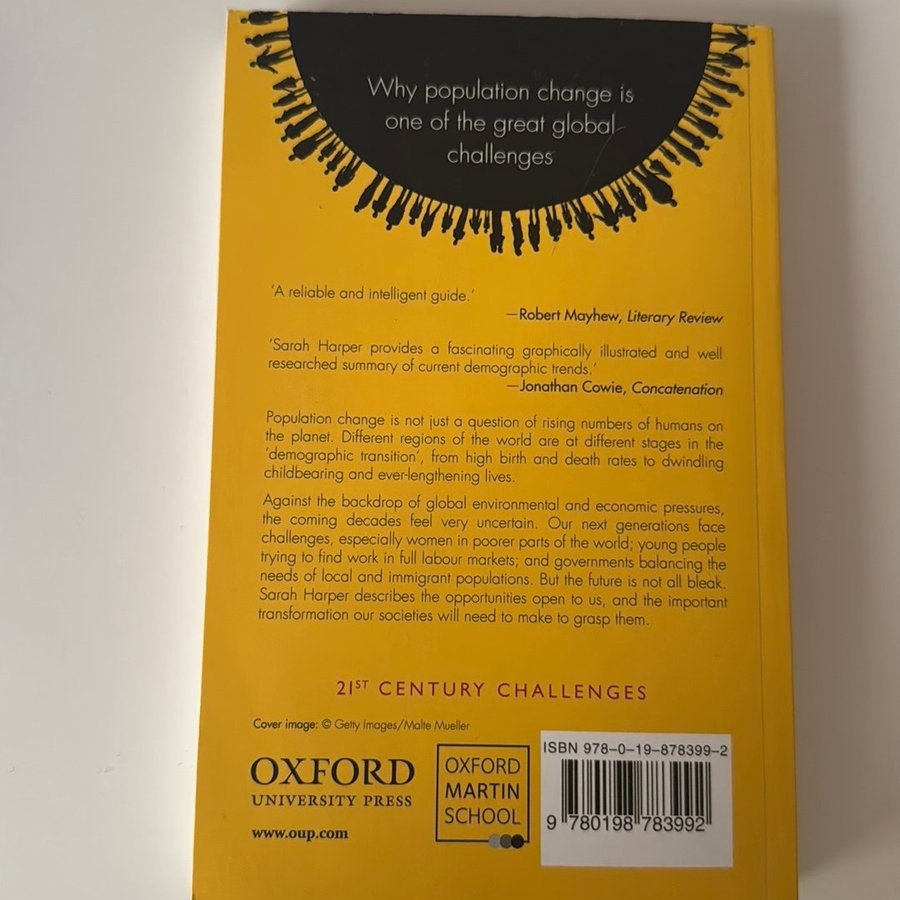 Why population change is
one of the great global
challenges
'A reliable and intelligent guide.'
—Robert Mayhew, Literary Review
'Sarah Harper provides a fascinating graphically illustrated and well
researched summary of current demographic trends.'
—Jonathan Cowie, Concatenation
Population change is not just a question of rising numbers of humans on
the planet. Different regions of the world are at different stages in the
'demographic transition', from high birth and death rates to dwindling
childbearing and ever-lengthening lives.
Against the backdrop of global environmental and economic pressures,
the coming decades feel very uncertain. Our next generations face
challenges, especially women in poorer parts of the world; young people
trying to find work in full labour markets; and governments balancing the
needs of local and immigrant populations. But the future is not all bleak.
Sarah Harper describes the opportunities open to us, and the important
transformation our societies will need to make to grasp them.
21ST CENTURY CHALLENGES
Cover image: © Getty Images/Malte Mueller
OXFORD
UNIVERSITY PRESS
www.oup.com
OXFORD
MARTIN
SCHOOL
ISBN 978-0-19-878399-2
9 780198 783992